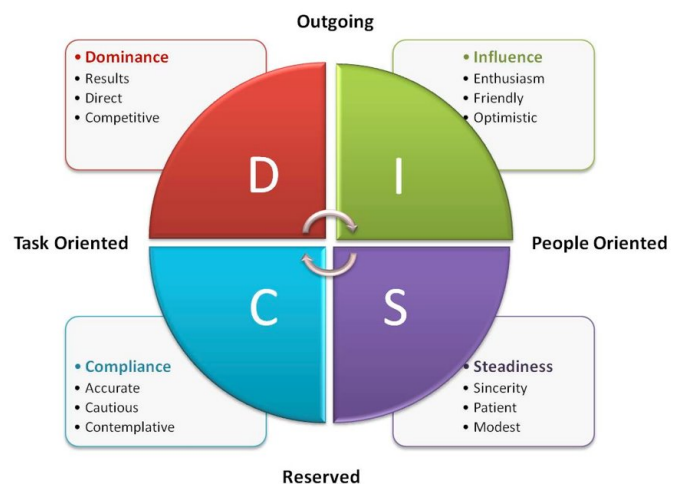 Outgoing
• Dominance
• Results
• Direct
• Competitive
• Influence
• Enthusiasm
• Friendly
• Optimistic
D
I
Task Oriented
People Oriented
C
S
• Compliance
• Accurate
• Cautious
• Contemplative
• Steadiness
• Sincerity
• Patient
• Modest
Reserved